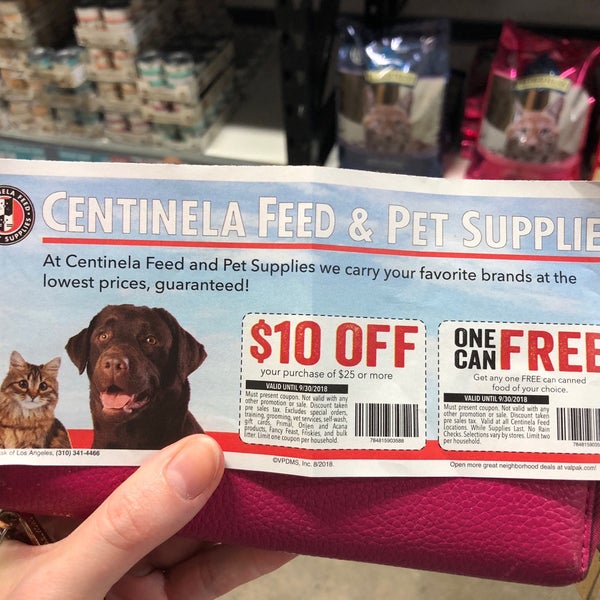 CENTINELA FEED & PET SUPPLIE
At Centinela Feed and Pet Supplies we carry your favorite brands at the
lowest prices, guaranteed!
$10 OFF
your purchase of $25 or more
VALID UNTIL 9/30/2018
Must present coupon. Not valid with any
other promotion or sale. Discount taken
pre sales tax. Excludes special orders,
training, grooming, vet services, self-wash,
gift cards, Primal, Orijen and Acana
products, Fancy Feast, Friskies, and bulk
litter. Limit one coupon per household.
ONE
CAN FREE
Get any one FREE can canned
food of your choice.
VALID UNTIL 9/30/2018
Must present coupon. Not valid with any
other promotion or sale. Discount taken
pre sales tax. Valid at all Centinela Feed
locations. While Supplies Last. No Rain
Checks. Selections vary by stores. Limit two
per household.
sk of Los Angeles, (310) 341-4466
©VPDMS, Inc. 8/2018.
Open more great neighborhood deals at valpak.com!